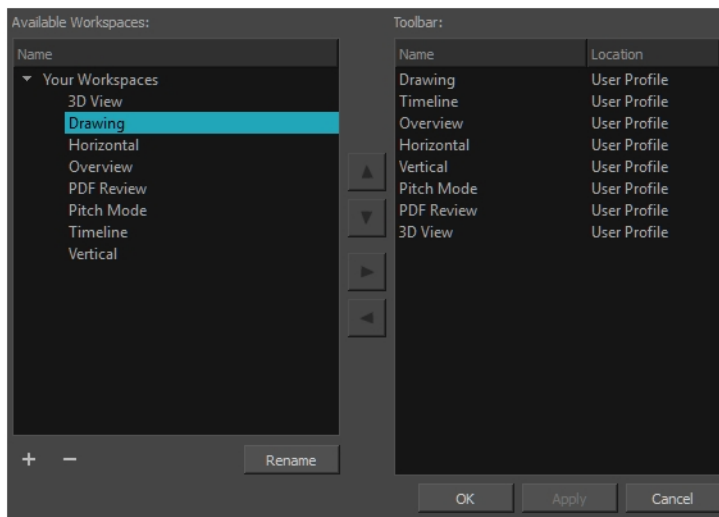 Available Workspaces:
Name
Your Workspaces
3D View
Drawing
Horizontal
Overview
PDF Review
Pitch Mode
Timeline
Vertical
Rename
Toolbar:
Name Location
Drawing User Profile
Timeline User Profile
Overview User Profile
Horizontal User Profile
Vertical User Profile
Pitch Mode User Profile
PDF Review User Profile
3D View User Profile
OK Apply Cancel